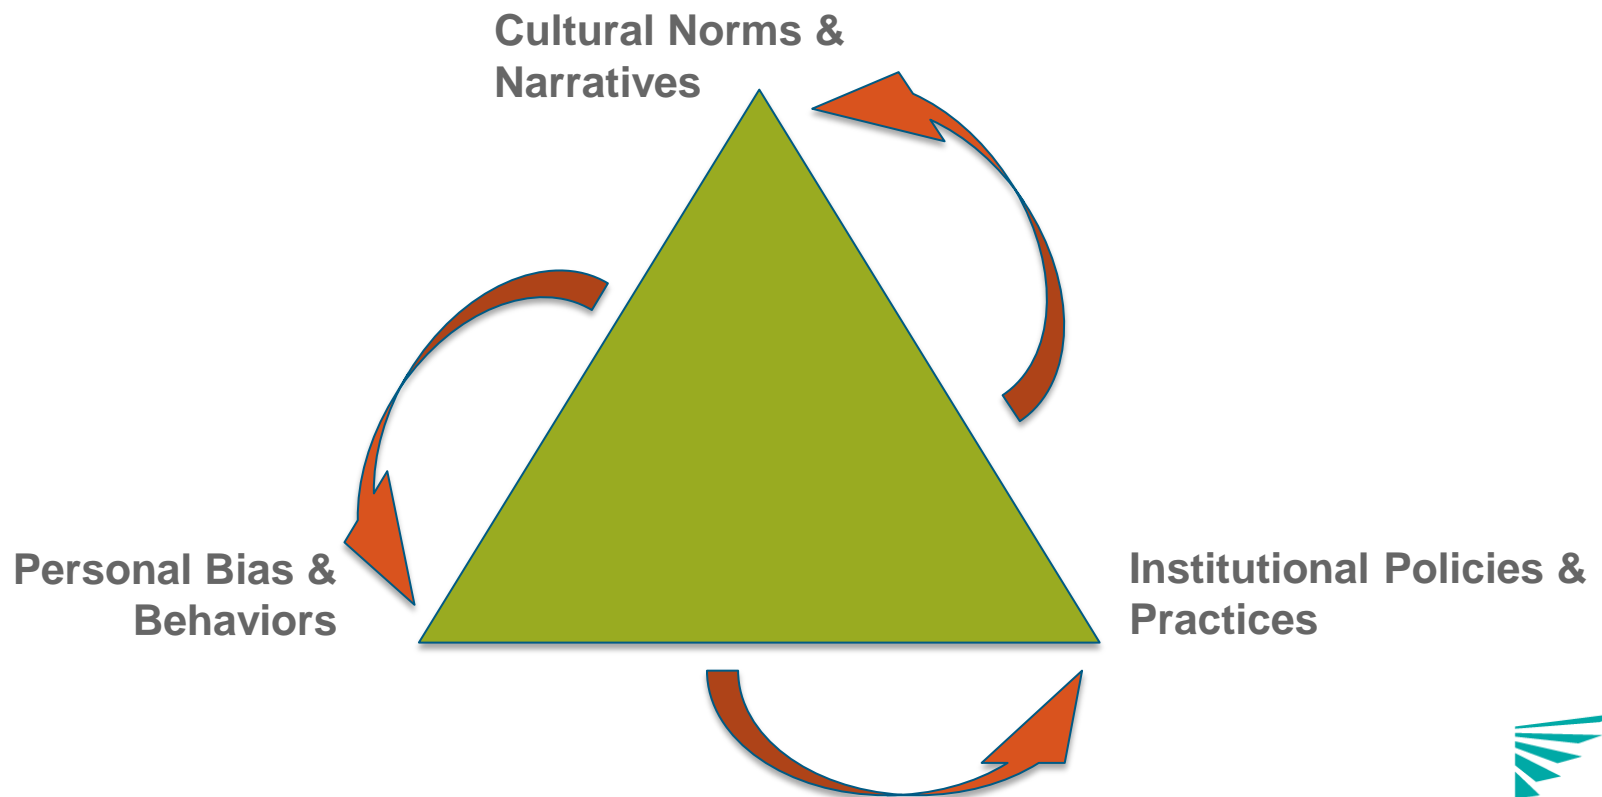 Cultural Norms &
Narratives
Personal Bias &
Behaviors
Institutional Policies &
Practices